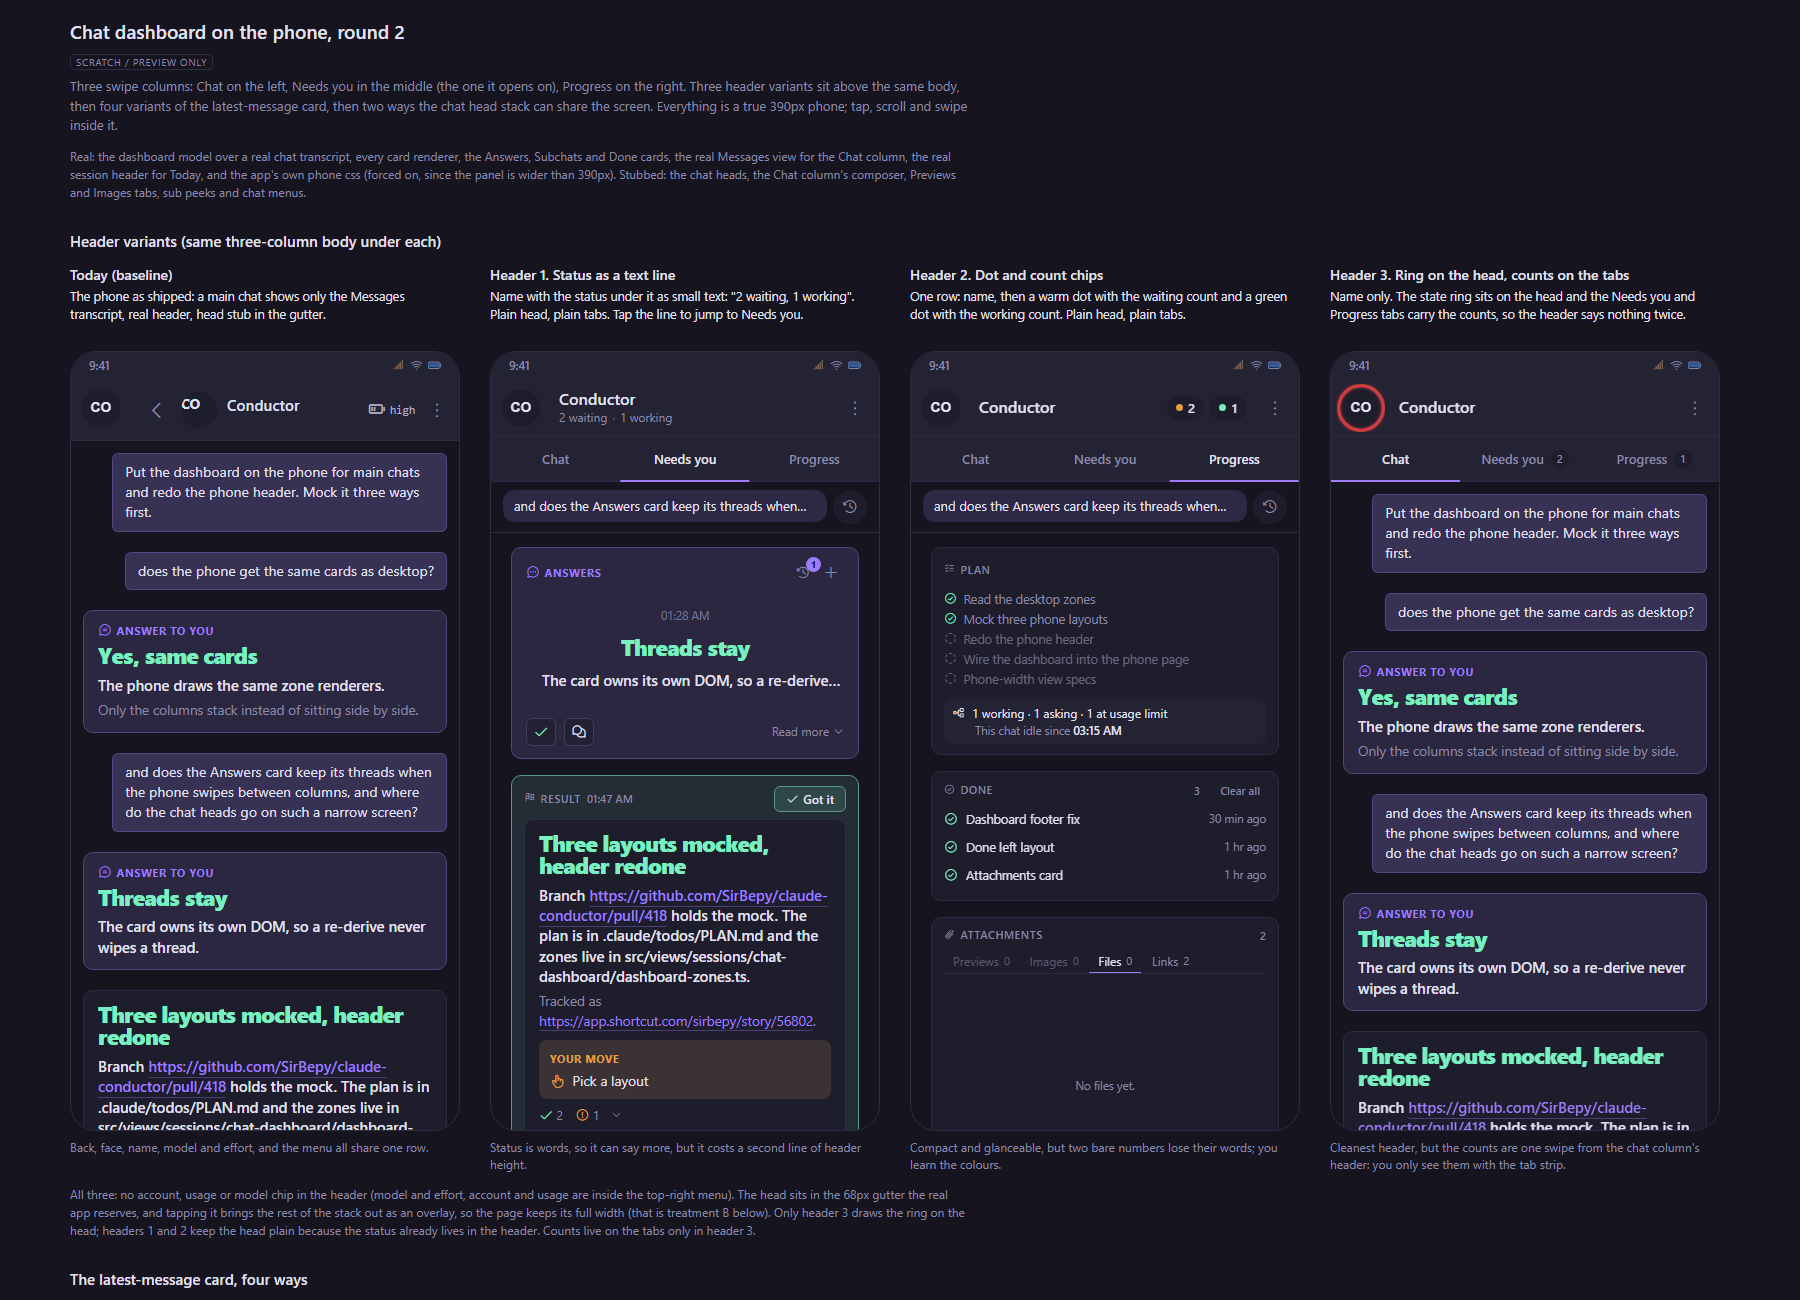 Chat dashboard on the phone, round 2
SCRATCH / PREVIEW ONLY
Three swipe columns: Chat on the left, Needs you in the middle (the one it opens on), Progress on the right. Three header variants sit above the same body,
then four variants of the latest-message card, then two ways the chat head stack can share the screen. Everything is a true 390px phone; tap, scroll and swipe
inside it.
Real: the dashboard model over a real chat transcript, every card renderer, the Answers, Subchats and Done cards, the real Messages view for the Chat column, the real
session header for Today, and the app's own phone css (forced on, since the panel is wider than 390px). Stubbed: the chat heads, the Chat column's composer, Previews
and Images tabs, sub peeks and chat menus.
Header variants (same three-column body under each)
Today (baseline)
The phone as shipped: a main chat shows only the Messages
transcript, real header, head stub in the gutter.
9:41
CO
CO
Conductor
high
Put the dashboard on the phone for main chats
and redo the phone header. Mock it three ways
first.
does the phone get the same cards as desktop?
ANSWER TO YOU
Yes, same cards
The phone draws the same zone renderers.
Only the columns stack instead of sitting side by side.
and does the Answers card keep its threads when
the phone swipes between columns, and where
do the chat heads go on such a narrow screen?
ANSWER TO YOU
Threads stay
The card owns its own DOM, so a re-derive never
wipes a thread.
Three layouts mocked, header
redone
Branch https://github.com/SirBepy/claude-
conductor/pull/418 holds the mock. The plan is in
.claude/todos/PLAN.md and the zones live in
src/views/sessions/chat-dashboard/dashboard-
Back, face, name, model and effort, and the menu all share one row.
Header 1. Status as a text line
Name with the status under it as small text: "2 waiting, 1 working".
Plain head, plain tabs. Tap the line to jump to Needs you.
9:41
CO
Conductor
2 waiting · 1 working
Chat
Needs you
Progress
and does the Answers card keep its threads when...
ANSWERS
1
01:28 AM
Threads stay
The card owns its own DOM, so a re-derive...
Read more
RESULT 01:47 AM
Got it
Three layouts mocked,
header redone
Branch https://github.com/SirBepy/claude-
conductor/pull/418 holds the mock. The
plan is in .claude/todos/PLAN.md and the
zones live in src/views/sessions/chat-
dashboard/dashboard-zones.ts.
Tracked as
https://app.shortcut.com/sirbepy/story/56802.
YOUR MOVE
Pick a layout
2
1
Status is words, so it can say more, but it costs a second line of header
height.
Header 2. Dot and count chips
One row: name, then a warm dot with the waiting count and a green
dot with the working count. Plain head, plain tabs.
9:41
CO
Conductor
2
1
Chat
Needs you
Progress
and does the Answers card keep its threads when...
PLAN
Read the desktop zones
Mock three phone layouts
Redo the phone header
Wire the dashboard into the phone page
Phone-width view specs
1 working · 1 asking · 1 at usage limit
This chat idle since 03:15 AM
DONE
3
Clear all
Dashboard footer fix
30 min ago
Done left layout
1 hr ago
Attachments card
1 hr ago
ATTACHMENTS
2
Previews 0
Images 0
Files 0
Links 2
No files yet.
Compact and glanceable, but two bare numbers lose their words; you
learn the colours.
Header 3. Ring on the head, counts on the tabs
Name only. The state ring sits on the head and the Needs you and
Progress tabs carry the counts, so the header says nothing twice.
9:41
CO
Conductor
Chat
Needs you 2
Progress 1
Put the dashboard on the phone for main chats
and redo the phone header. Mock it three ways
first.
does the phone get the same cards as desktop?
ANSWER TO YOU
Yes, same cards
The phone draws the same zone renderers.
Only the columns stack instead of sitting side by side.
and does the Answers card keep its threads when
the phone swipes between columns, and where
do the chat heads go on such a narrow screen?
ANSWER TO YOU
Threads stay
The card owns its own DOM, so a re-derive never
wipes a thread.
Three layouts mocked, header
redone
Branch https://github.com/SirBepy/claude-
conductor/pull/418 holds the mock. The plan is in
Cleanest header, but the counts are one swipe from the chat column's
header: you only see them with the tab strip.
All three: no account, usage or model chip in the header (model and effort, account and usage are inside the top-right menu). The head sits in the 68px gutter the real
app reserves, and tapping it brings the rest of the stack out as an overlay, so the page keeps its full width (that is treatment B below). Only header 3 draws the ring on the
head; headers 1 and 2 keep the head plain because the status already lives in the header. Counts live on the tabs only in header 3.
The latest-message card, four ways